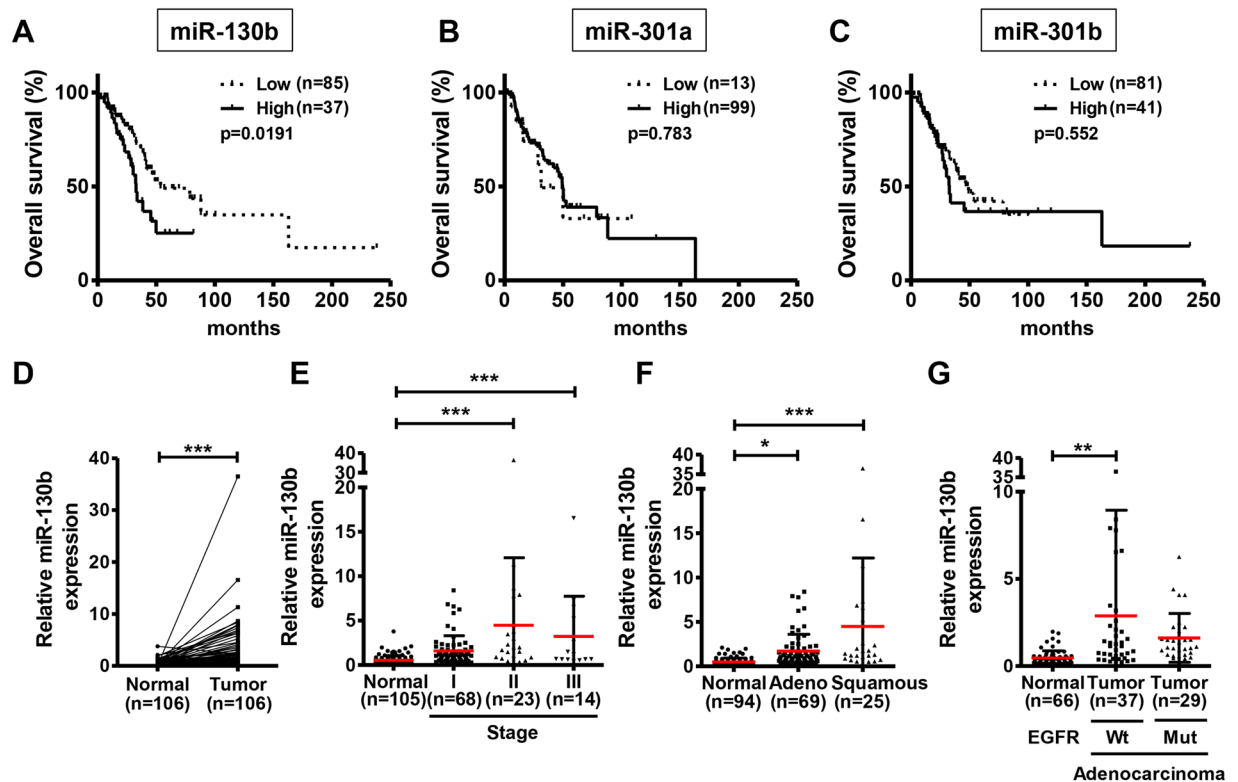 A
miR-130b
Overall survival (%)
100
50
0
0 50 100 150 200 250
months
Low (n=85)
High (n=37)
p=0.0191
B
miR-301a
Overall survival (%)
100
50
0
0 50 100 150 200 250
months
Low (n=13)
High (n=99)
p=0.783
C
miR-301b
Overall survival (%)
100
50
0
0 50 100 150 200 250
months
Low (n=81)
High (n=41)
p=0.552
D
Relative miR-130b
expression
40
30
20
10
0
***
Normal Tumor
(n=106) (n=106)
E
Relative miR-130b
expression
40
30
20
15
10
5
0
***
***
Normal I II III
(n=105) (n=68) (n=23) (n=14)
Stage
F
Relative miR-130b
expression
40
35
20
15
10
5
0
***
*
Normal Adeno Squamous
(n=94) (n=69) (n=25)
G
Relative miR-130b
expression
40
35
10
5
0
**
Normal Tumor Tumor
(n=66) (n=37) (n=29)
EGFR Wt Mut
Adenocarcinoma